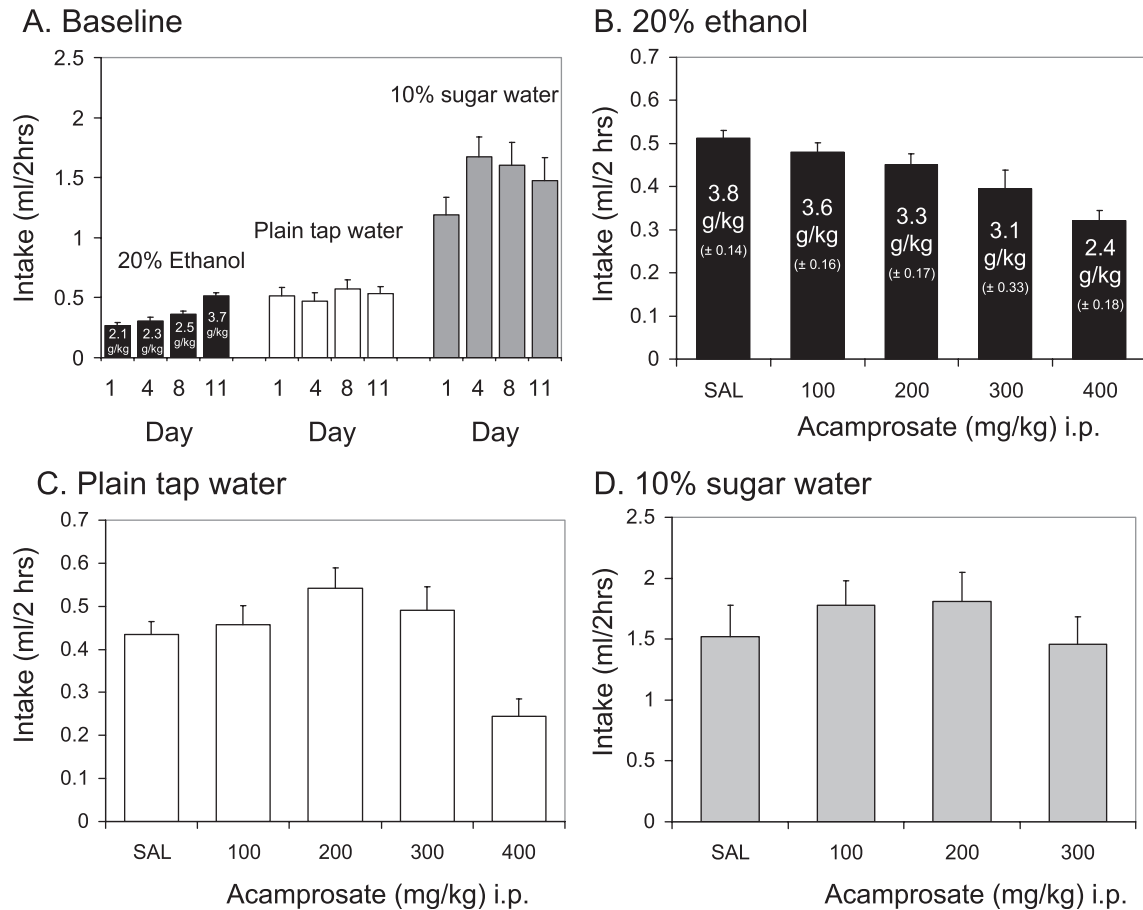 A. Baseline
2.5
2
1.5
1
0.5
0
Intake (ml/2hrs)
10% sugar water
Plain tap water
20% Ethanol
2.1
g/kg
2.3
g/kg
2.5
g/kg
3.7
g/kg
1 4 8 11 1 4 8 11 1 4 8 11
Day Day Day
B. 20% ethanol
0.7
0.6
0.5
0.4
0.3
0.2
0.1
0
Intake (ml/2 hrs)
3.8
g/kg
(± 0.14)
3.6
g/kg
(± 0.16)
3.3
g/kg
(± 0.17)
3.1
g/kg
(± 0.33)
2.4
g/kg
(± 0.18)
SAL 100 200 300 400
Acamprosate (mg/kg) i.p.
C. Plain tap water
0.7
0.6
0.5
0.4
0.3
0.2
0.1
0
Intake (ml/2 hrs)
SAL 100 200 300 400
Acamprosate (mg/kg) i.p.
D. 10% sugar water
2.5
2
1.5
1
0.5
0
Intake (ml/2hrs)
SAL 100 200 300
Acamprosate (mg/kg) i.p.